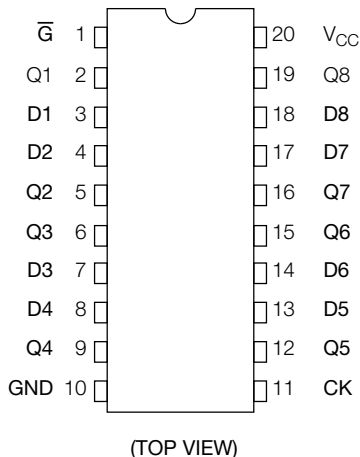 G̅ 1 20 VCC
Q1 2 19 Q8
D1 3 18 D8
D2 4 17 D7
Q2 5 16 Q7
Q3 6 15 Q6
D3 7 14 D6
D4 8 13 D5
Q4 9 12 Q5
GND 10 11 CK
(TOP VIEW)